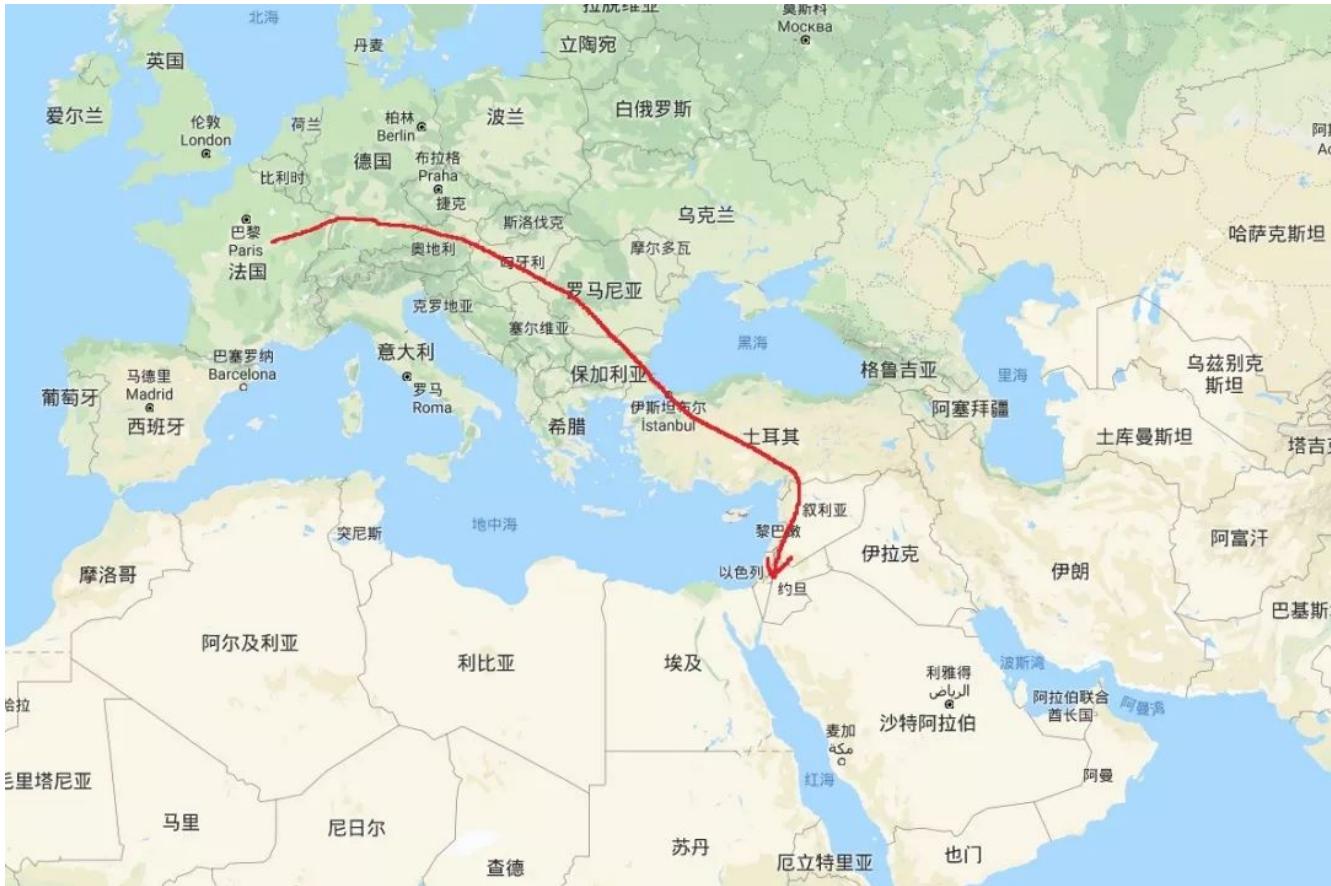 北海
拉脱维亚
莫斯科
Москва
丹麦
立陶宛
英国
爱尔兰
伦敦
London
荷兰
柏林
Berlin
波兰
白俄罗斯
德国
布拉格
Praha
比利时
捷克
巴黎
Paris
法国
斯洛伐克
乌克兰
奥地利
匈牙利
摩尔多瓦
哈萨克斯坦
罗马尼亚
克罗地亚
塞尔维亚
黑海
意大利
巴塞罗纳
Barcelona
保加利亚
格鲁吉亚
里海
乌兹别克
斯坦
马德里
Madrid
葡萄牙
罗马
Roma
西班牙
伊斯坦布尔
İstanbul
希腊
土耳其
阿塞拜疆
土库曼斯坦
塔吉克
地中海
突尼斯
叙利亚
黎巴嫩
伊拉克
阿富汗
摩洛哥
以色列
约旦
伊朗
巴基斯
阿尔及利亚
利比亚
埃及
波斯湾
利雅得
الرياض
阿拉伯联合
酋长国
阿曼湾
哈拉
沙特阿拉伯
麦加
مكة
毛里塔尼亚
红海
阿曼
马里
尼日尔
查德
苏丹
厄立特里亚
也门